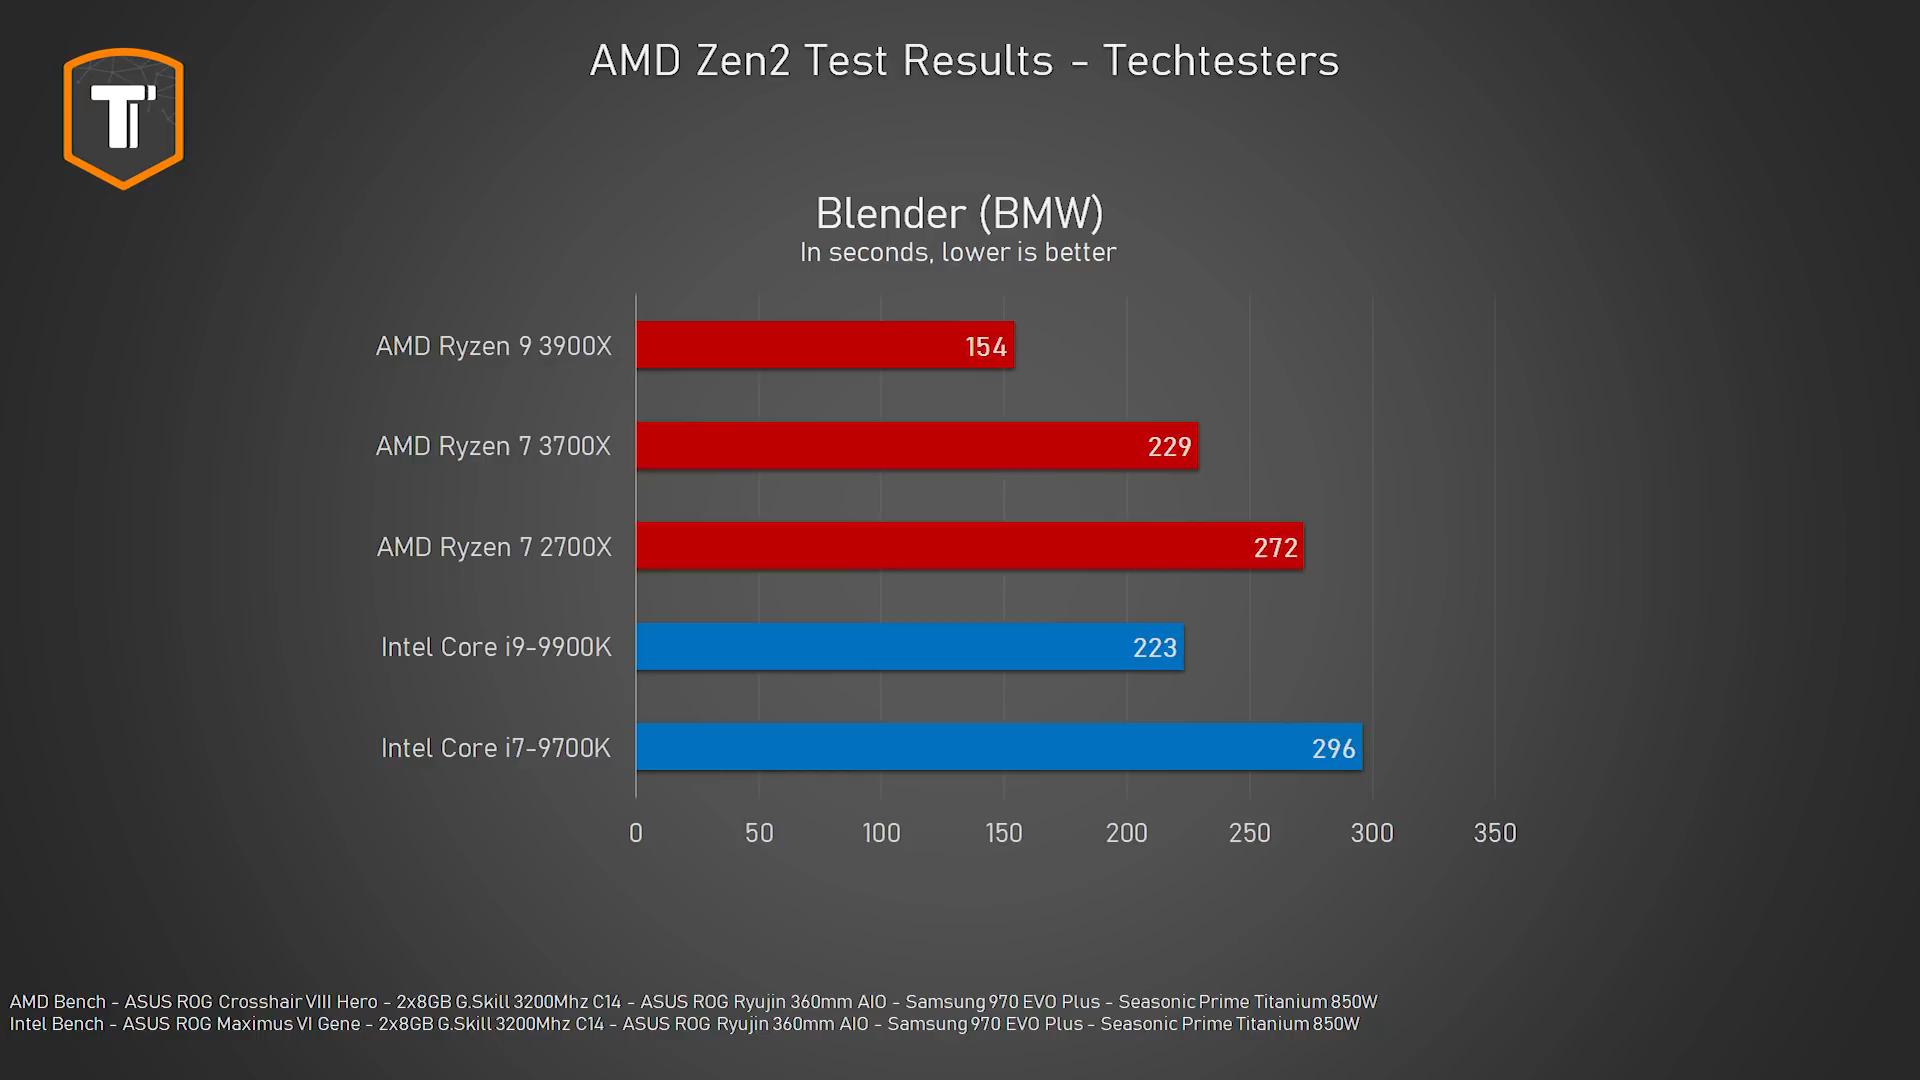 AMD Zen2 Test Results - Techtesters
T
Blender (BMW)
In seconds, lower is better
AMD Ryzen 9 3900X 154
AMD Ryzen 7 3700X 229
AMD Ryzen 7 2700X 272
Intel Core i9-9900K 223
Intel Core i7-9700K 296
0 50 100 150 200 250 300 350
AMD Bench - ASUS ROG Crosshair VIII Hero - 2x8GB G.Skill 3200Mhz C14 - ASUS ROG Ryujin 360mm AIO - Samsung 970 EVO Plus - Seasonic Prime Titanium 850W
Intel Bench - ASUS ROG Maximus VI Gene - 2x8GB G.Skill 3200Mhz C14 - ASUS ROG Ryujin 360mm AIO - Samsung 970 EVO Plus - Seasonic Prime Titanium 850W